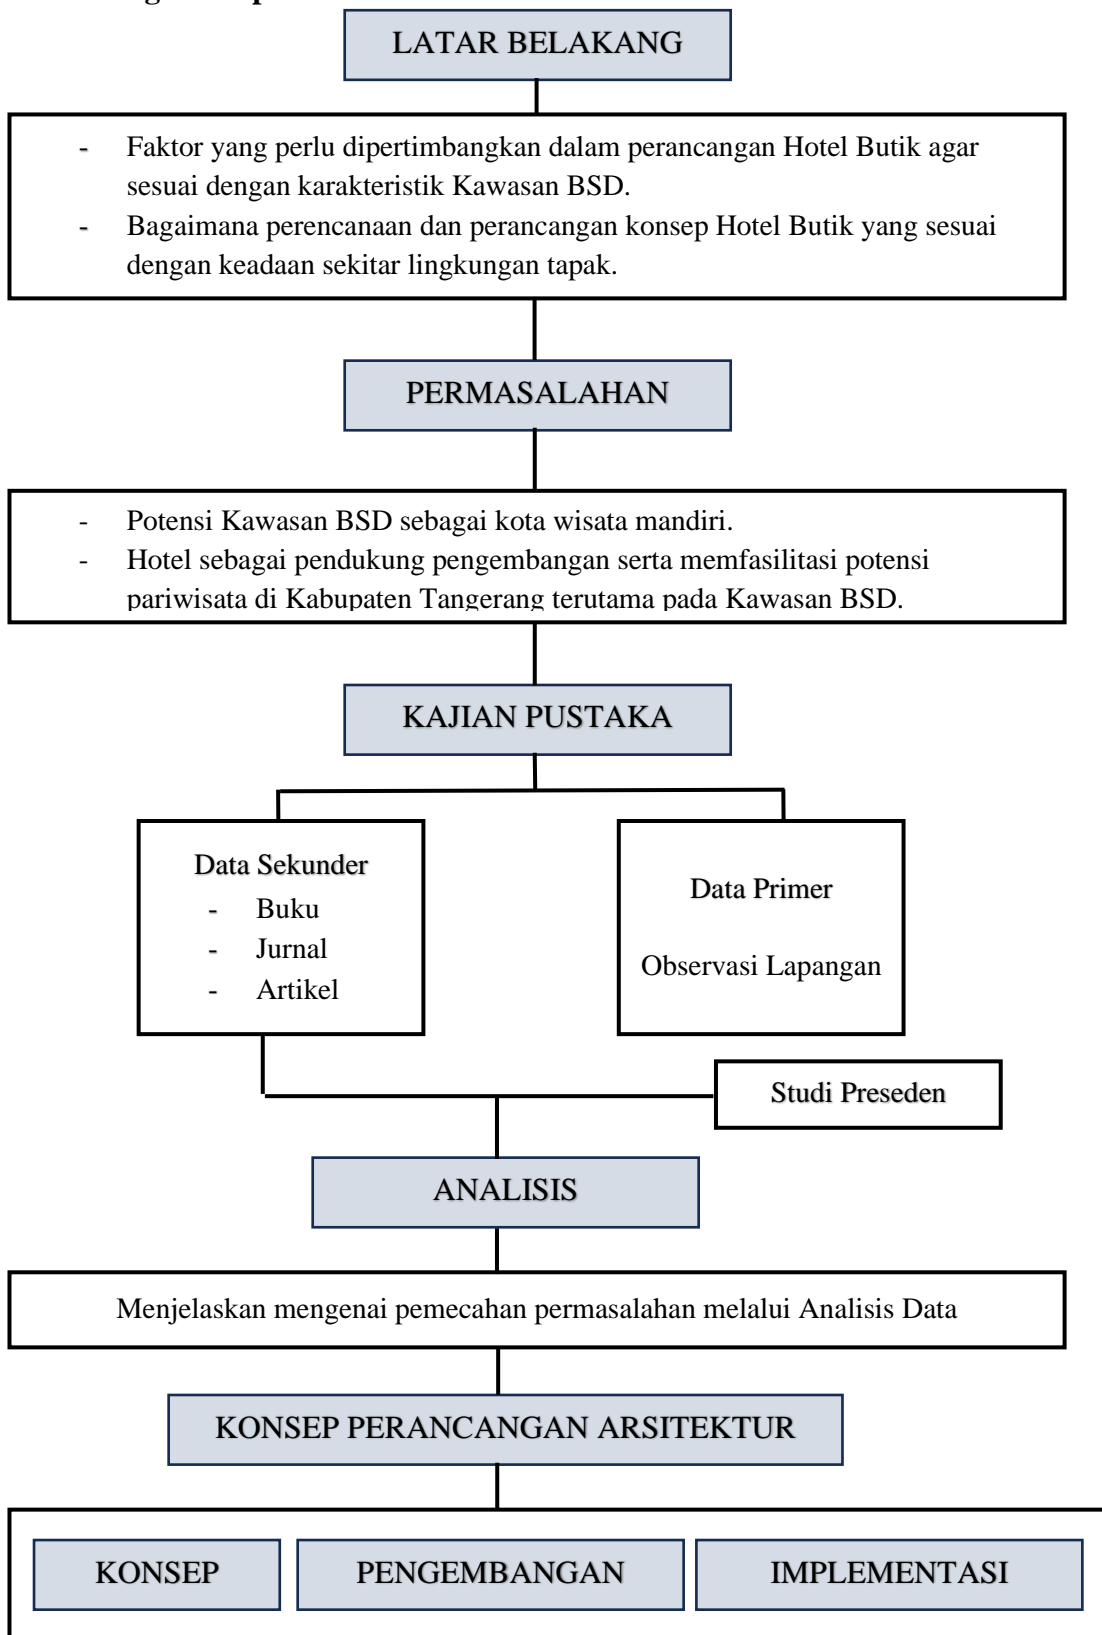 LATAR BELAKANG
- Faktor yang perlu dipertimbangkan dalam perancangan Hotel Butik agar
sesuai dengan karakteristik Kawasan BSD.
- Bagaimana perencanaan dan perancangan konsep Hotel Butik yang sesuai
dengan keadaan sekitar lingkungan tapak.
PERMASALAHAN
- Potensi Kawasan BSD sebagai kota wisata mandiri.
- Hotel sebagai pendukung pengembangan serta memfasilitasi potensi
pariwisata di Kabupaten Tangerang terutama pada Kawasan BSD.
KAJIAN PUSTAKA
Data Sekunder
- Buku
- Jurnal
- Artikel
Data Primer
Observasi Lapangan
Studi Preseden
ANALISIS
Menjelaskan mengenai pemecahan permasalahan melalui Analisis Data
KONSEP PERANCANGAN ARSITEKTUR
KONSEP
PENGEMBANGAN
IMPLEMENTASI